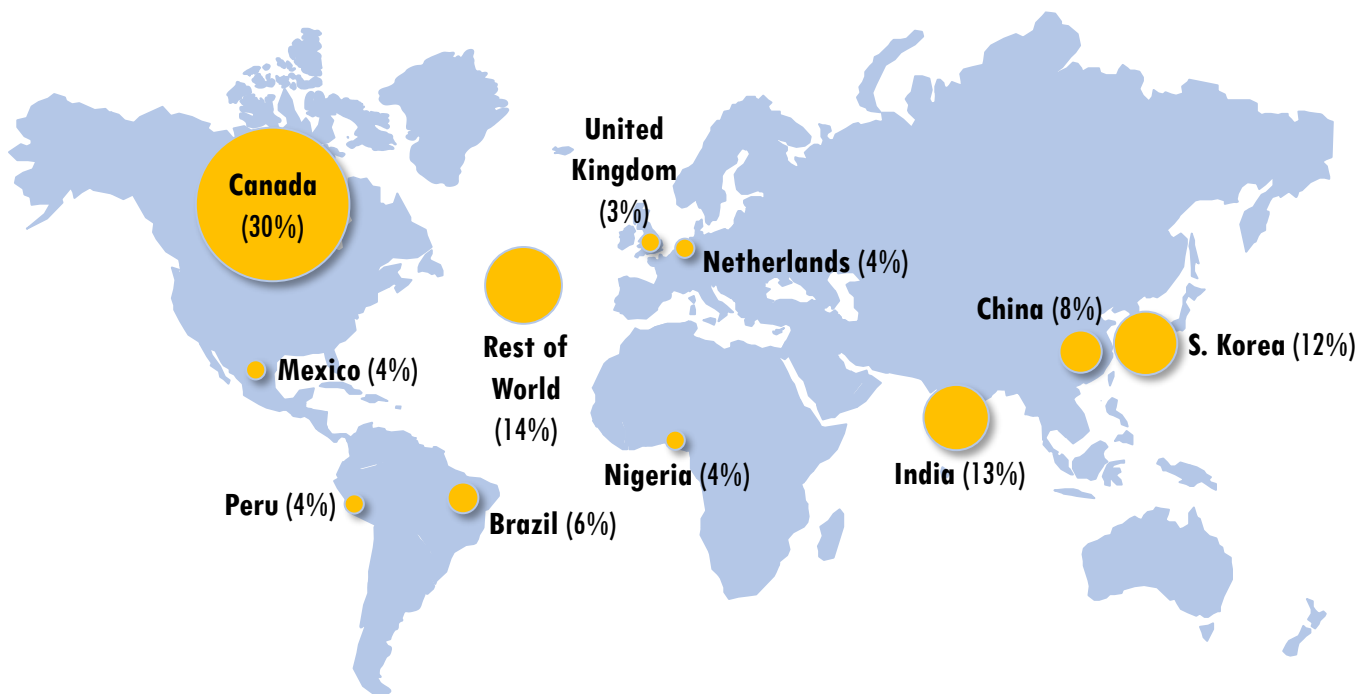 Canada
(30%)
United
Kingdom
(3%)
Netherlands (4%)
China (8%)
S. Korea (12%)
Rest of
World
(14%)
Mexico (4%)
Nigeria (4%)
India (13%)
Peru (4%)
Brazil (6%)